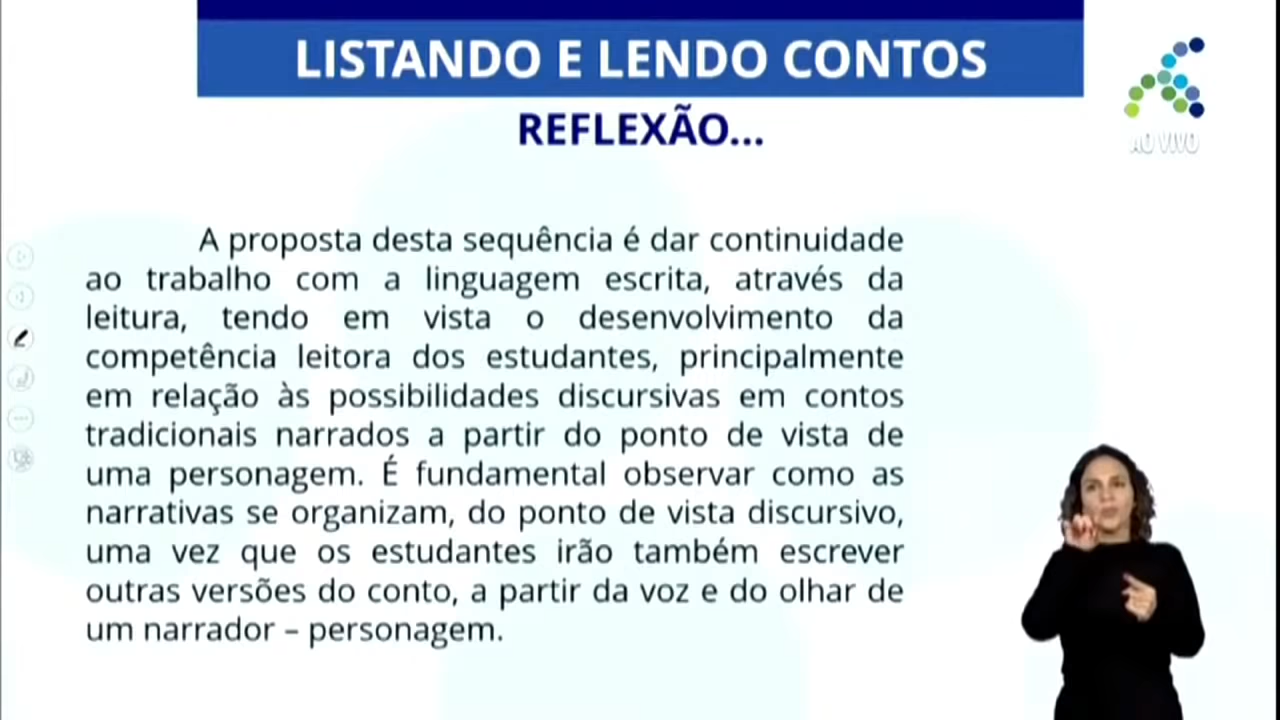 LISTANDO E LENDO CONTOS
REFLEXÃO...
AO VIVO
A proposta desta sequência é dar continuidade
ao trabalho com a linguagem escrita, através da
leitura, tendo em vista o desenvolvimento da
competência leitora dos estudantes, principalmente
em relação às possibilidades discursivas em contos
tradicionais narrados a partir do ponto de vista de
uma personagem. É fundamental observar como as
narrativas se organizam, do ponto de vista discursivo,
uma vez que os estudantes irão também escrever
outras versões do conto, a partir da voz e do olhar de
um narrador – personagem.